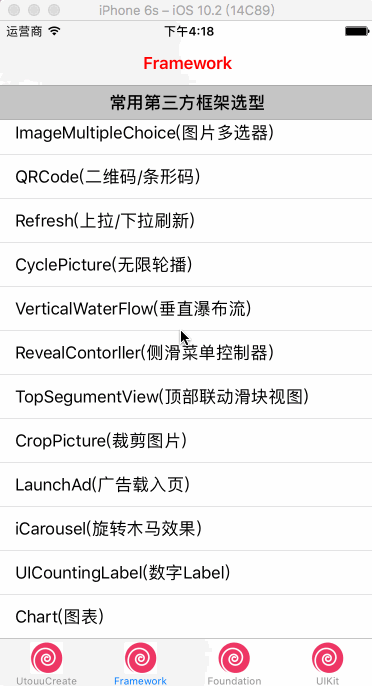 iPhone 6s – iOS 10.2 (14C89)
运营商 下午4:18
Framework
常用第三方框架选型
ImageMultipleChoice(图片多选器)
QRCode(二维码/条形码)
Refresh(上拉/下拉刷新)
CyclePicture(无限轮播)
VerticalWaterFlow(垂直瀑布流)
RevealContorller(侧滑菜单控制器)
TopSegumentView(顶部联动滑块视图)
CropPicture(裁剪图片)
LaunchAd(广告载入页)
iCarousel(旋转木马效果)
UICountingLabel(数字Label)
Chart(图表)
UtouuCreate Framework Foundation UIKit